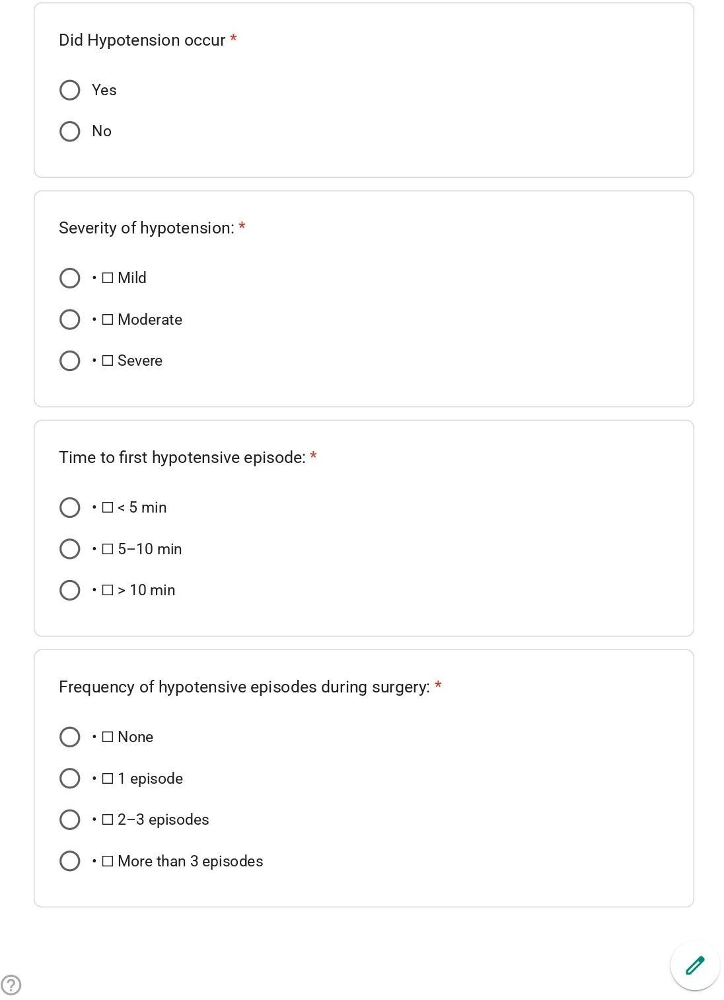 Did Hypotension occur *
Yes
No
Severity of hypotension: *
• ☐ Mild
• ☐ Moderate
• ☐ Severe
Time to first hypotensive episode: *
• ☐ < 5 min
• ☐ 5–10 min
• ☐ > 10 min
Frequency of hypotensive episodes during surgery: *
• ☐ None
• ☐ 1 episode
• ☐ 2–3 episodes
• ☐ More than 3 episodes